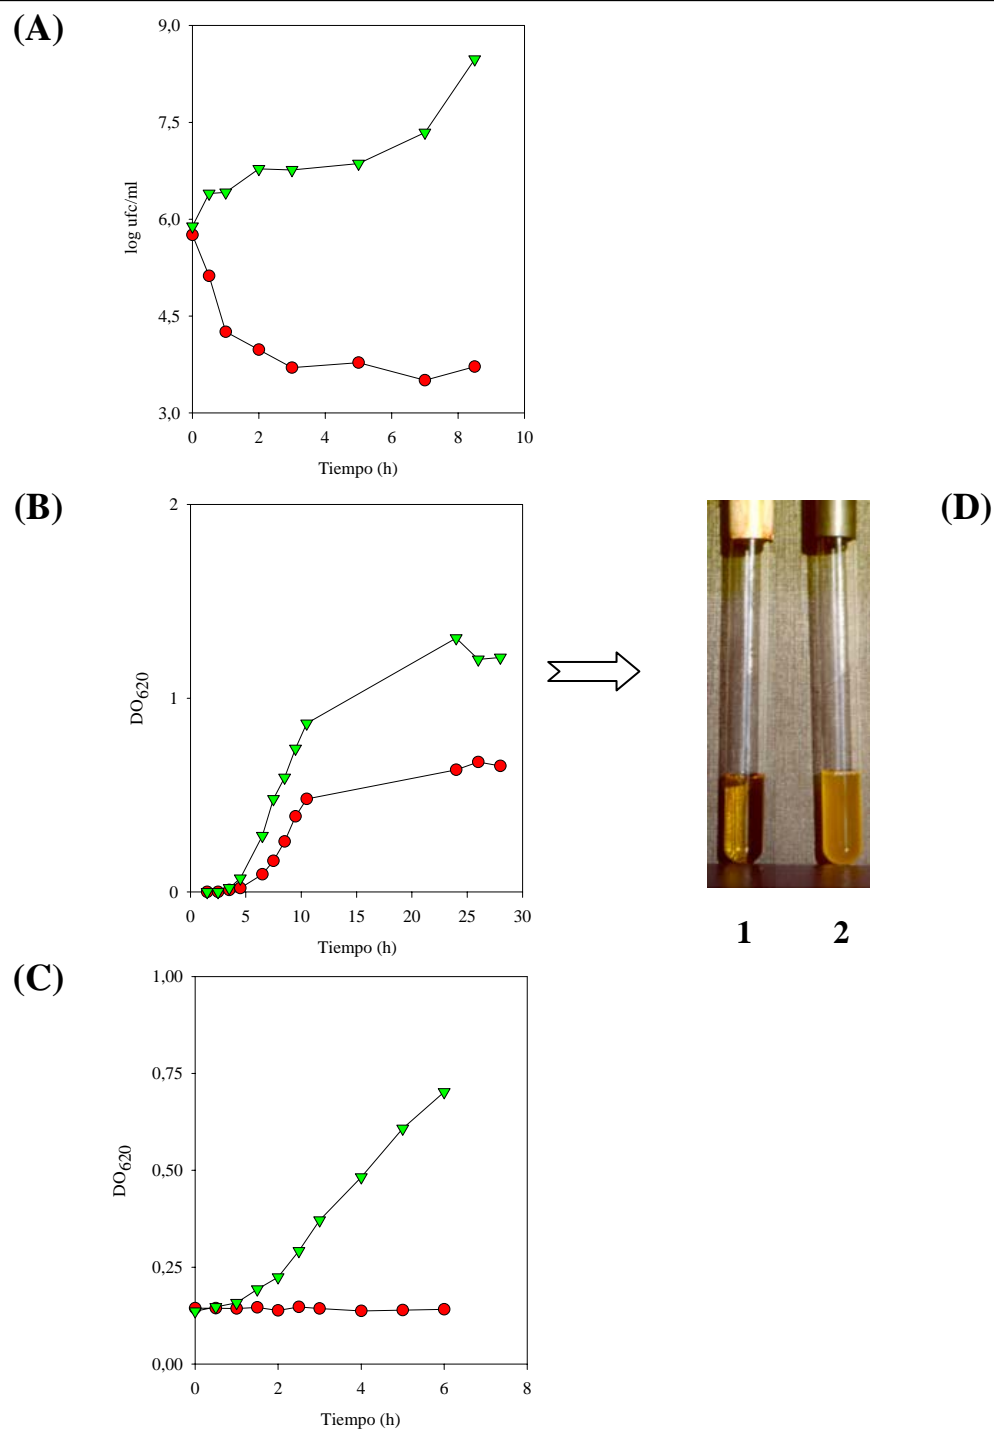 (A)
9,0
7,5
6,0
4,5
3,0
log ufc/ml
0 2 4 6 8 10
Tiempo (h)
(B)
2
1
0
DO620
0 5 10 15 20 25 30
Tiempo (h)
(D)
1 2
(C)
1,00
0,75
0,50
0,25
0,00
DO620
0 2 4 6 8
Tiempo (h)